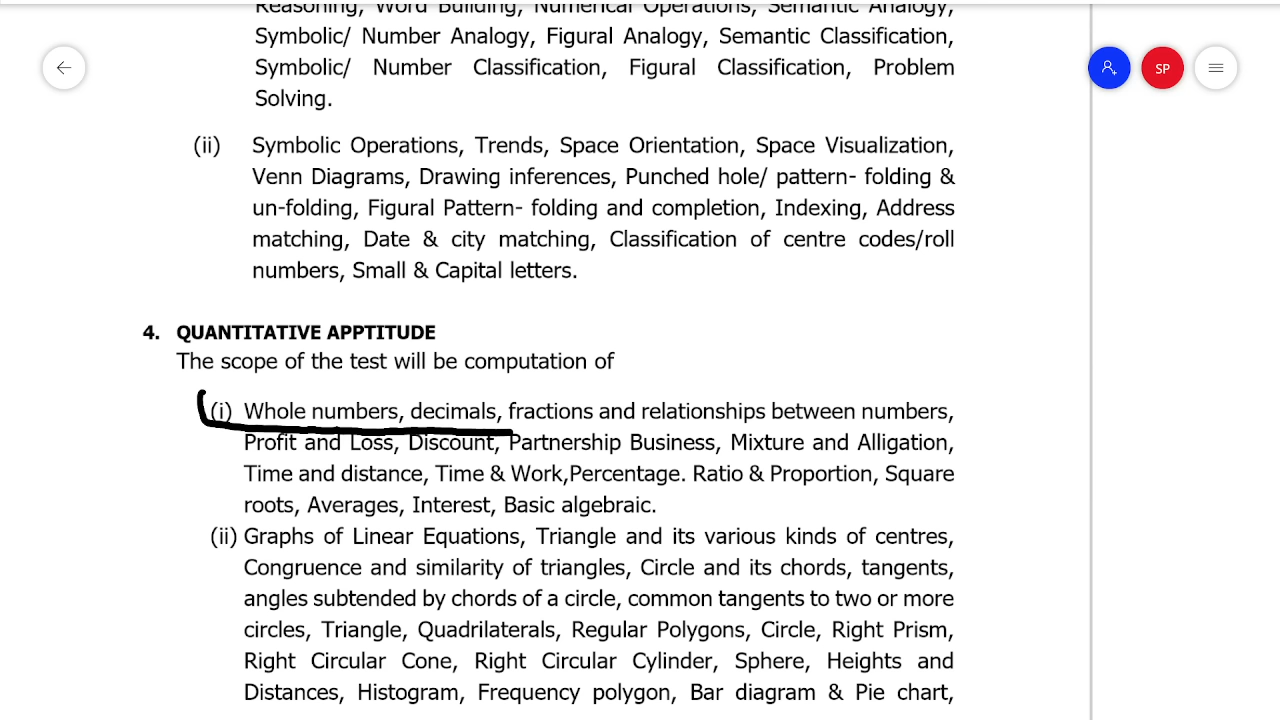 Reasoning, Word Building, Numerical Operations, Semantic Analogy,
Symbolic/ Number Analogy, Figural Analogy, Semantic Classification,
Symbolic/ Number Classification, Figural Classification, Problem
Solving.
(ii) Symbolic Operations, Trends, Space Orientation, Space Visualization,
Venn Diagrams, Drawing inferences, Punched hole/ pattern- folding &
un-folding, Figural Pattern- folding and completion, Indexing, Address
matching, Date & city matching, Classification of centre codes/roll
numbers, Small & Capital letters.
4. QUANTITATIVE APPTITUDE
The scope of the test will be computation of
(i) Whole numbers, decimals, fractions and relationships between numbers,
Profit and Loss, Discount, Partnership Business, Mixture and Alligation,
Time and distance, Time & Work,Percentage. Ratio & Proportion, Square
roots, Averages, Interest, Basic algebraic.
(ii) Graphs of Linear Equations, Triangle and its various kinds of centres,
Congruence and similarity of triangles, Circle and its chords, tangents,
angles subtended by chords of a circle, common tangents to two or more
circles, Triangle, Quadrilaterals, Regular Polygons, Circle, Right Prism,
Right Circular Cone, Right Circular Cylinder, Sphere, Heights and
Distances, Histogram, Frequency polygon, Bar diagram & Pie chart,
SP